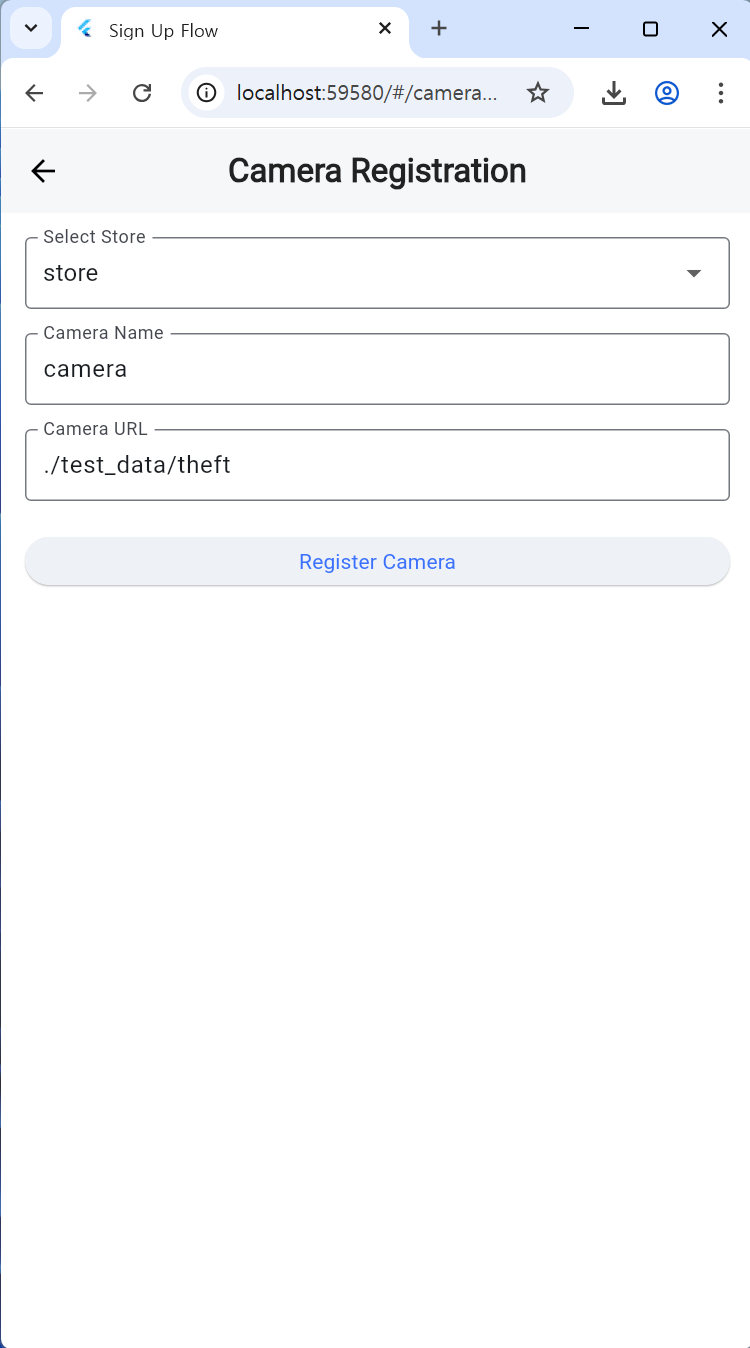 Sign Up Flow
localhost:59580/#/camera...
Camera Registration
Select Store
store
Camera Name
camera
Camera URL
./test_data/theft
Register Camera